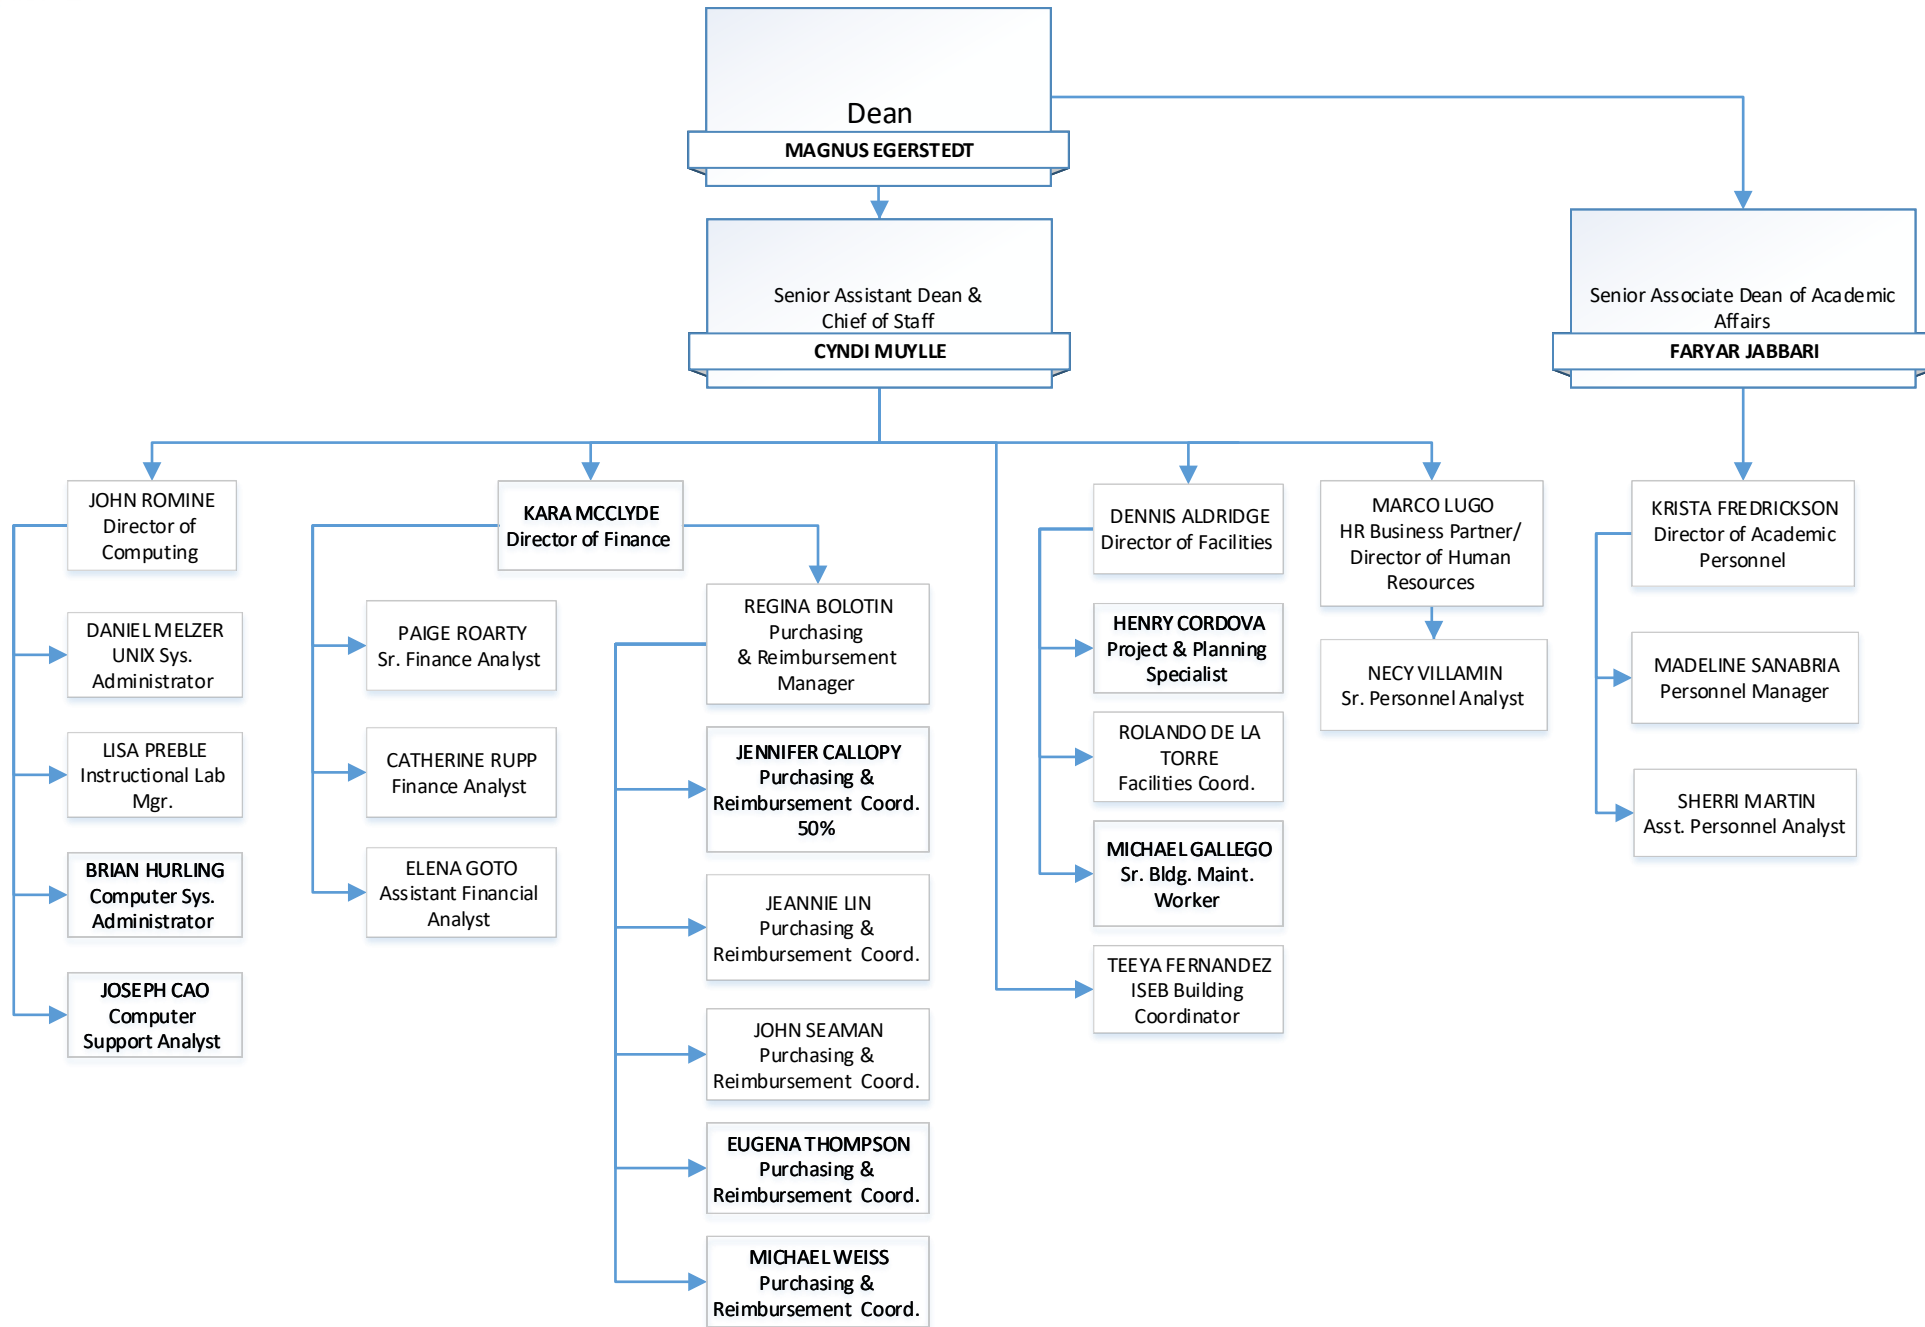 Dean
MAGNUS EGERSTEDT
Senior Assistant Dean &
Chief of Staff
CYNDI MUYLLE
Senior Associate Dean of Academic
Affairs
FARYAR JABBARI
JOHN ROMINE
Director of
Computing
DANIEL MELZER
UNIX Sys.
Administrator
LISA PREBLE
Instructional Lab
Mgr.
BRIAN HURLING
Computer Sys.
Administrator
JOSEPH CAO
Computer
Support Analyst
KARA MCCLYDE
Director of Finance
PAIGE ROARTY
Sr. Finance Analyst
CATHERINE RUPP
Finance Analyst
ELENA GOTO
Assistant Financial
Analyst
REGINA BOLOTIN
Purchasing
& Reimbursement
Manager
JENNIFER CALLOPY
Purchasing &
Reimbursement Coord.
50%
JEANNIE LIN
Purchasing &
Reimbursement Coord.
JOHN SEAMAN
Purchasing &
Reimbursement Coord.
EUGENA THOMPSON
Purchasing &
Reimbursement Coord.
MICHAEL WEISS
Purchasing &
Reimbursement Coord.
DENNIS ALDRIDGE
Director of Facilities
HENRY CORDOVA
Project & Planning
Specialist
ROLANDO DE LA
TORRE
Facilities Coord.
MICHAEL GALLEGO
Sr. Bldg. Maint.
Worker
TEEYA FERNANDEZ
ISEB Building
Coordinator
MARCO LUGO
HR Business Partner/
Director of Human
Resources
NECY VILLAMIN
Sr. Personnel Analyst
KRISTA FREDRICKSON
Director of Academic
Personnel
MADELINE SANABRIA
Personnel Manager
SHERRI MARTIN
Asst. Personnel Analyst